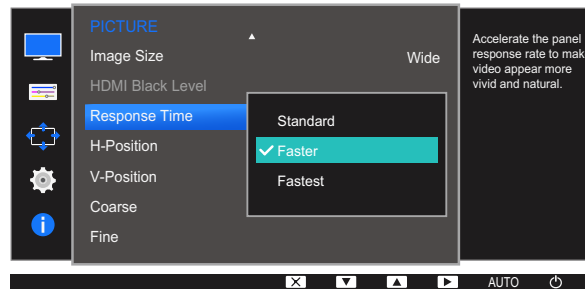 PICTURE
Image Size
Wide
HDMI Black Level
Response Time
H-Position
V-Position
Coarse
Fine
Standard
Faster
Fastest
Accelerate the panel
response rate to mak
video appear more
vivid and natural.
AUTO